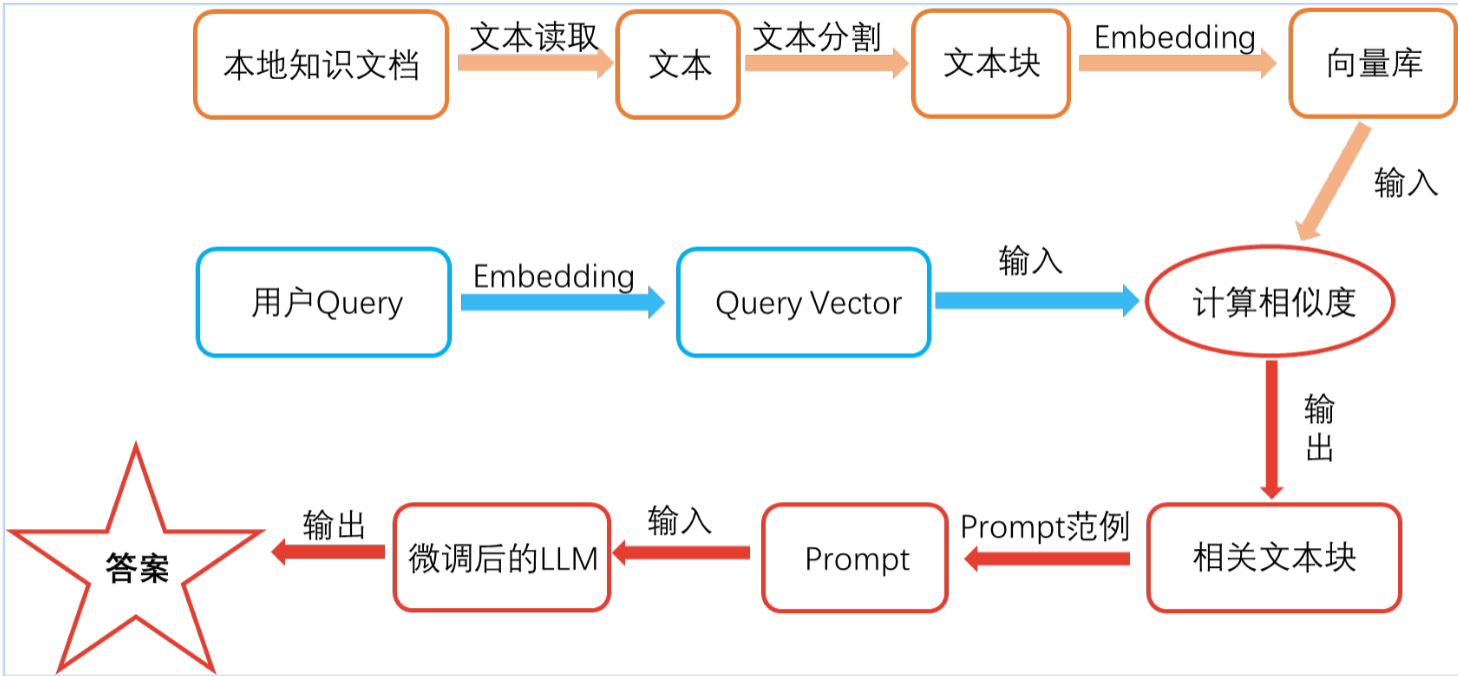 本地知识文档
文本读取
文本
文本分割
文本块
Embedding
向量库
输入
用户Query
Embedding
Query Vector
输入
计算相似度
输
出
答案
输出
微调后的LLM
输入
Prompt
Prompt范例
相关文本块